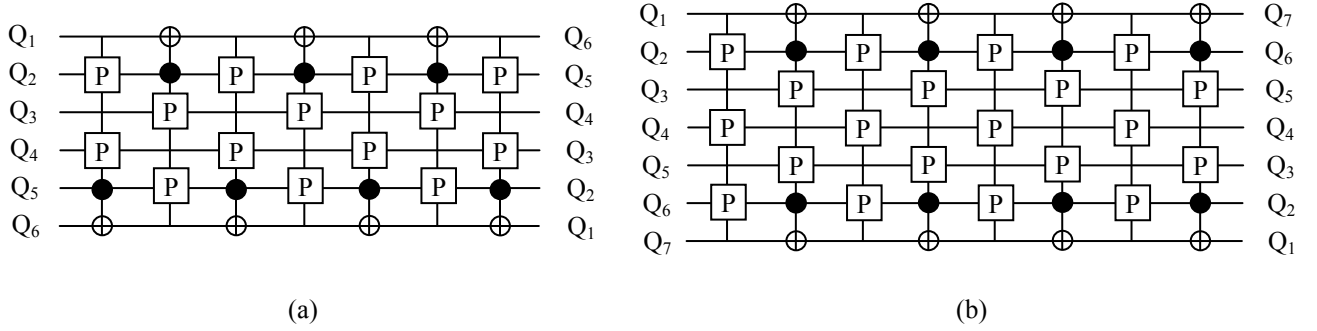 Q₁ Q₆
Q₂ P P P P Q₅
Q₃ P P P Q₄
Q₄ P P P P Q₃
Q₅ P P P Q₂
Q₆ Q₁
(a)
Q₁ Q₇
Q₂ P P P P Q₆
Q₃ P P P P Q₅
Q₄ P P P P Q₄
Q₅ P P P P Q₃
Q₆ P P P P Q₂
Q₇ Q₁
(b)